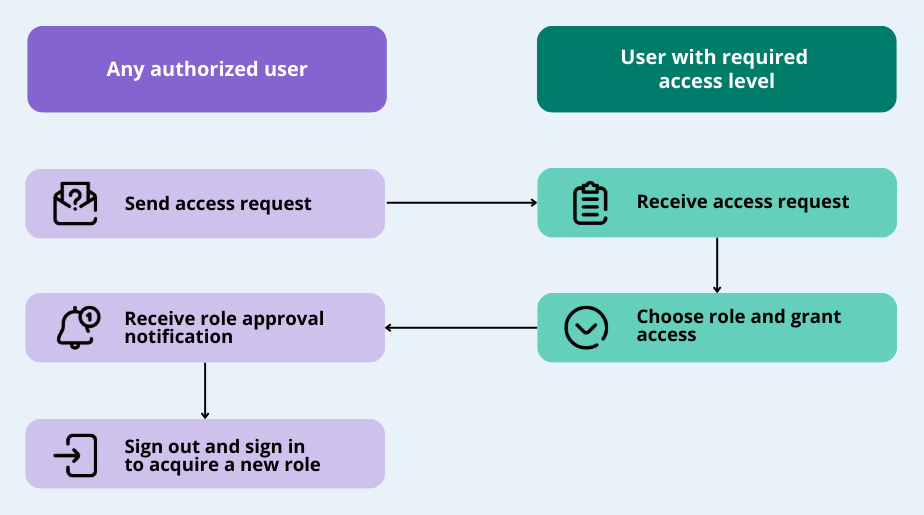 Any authorized user
User with required
access level
Send access request
Receive access request
Receive role approval
notification
1
Choose role and grant
access
Sign out and sign in
to acquire a new role